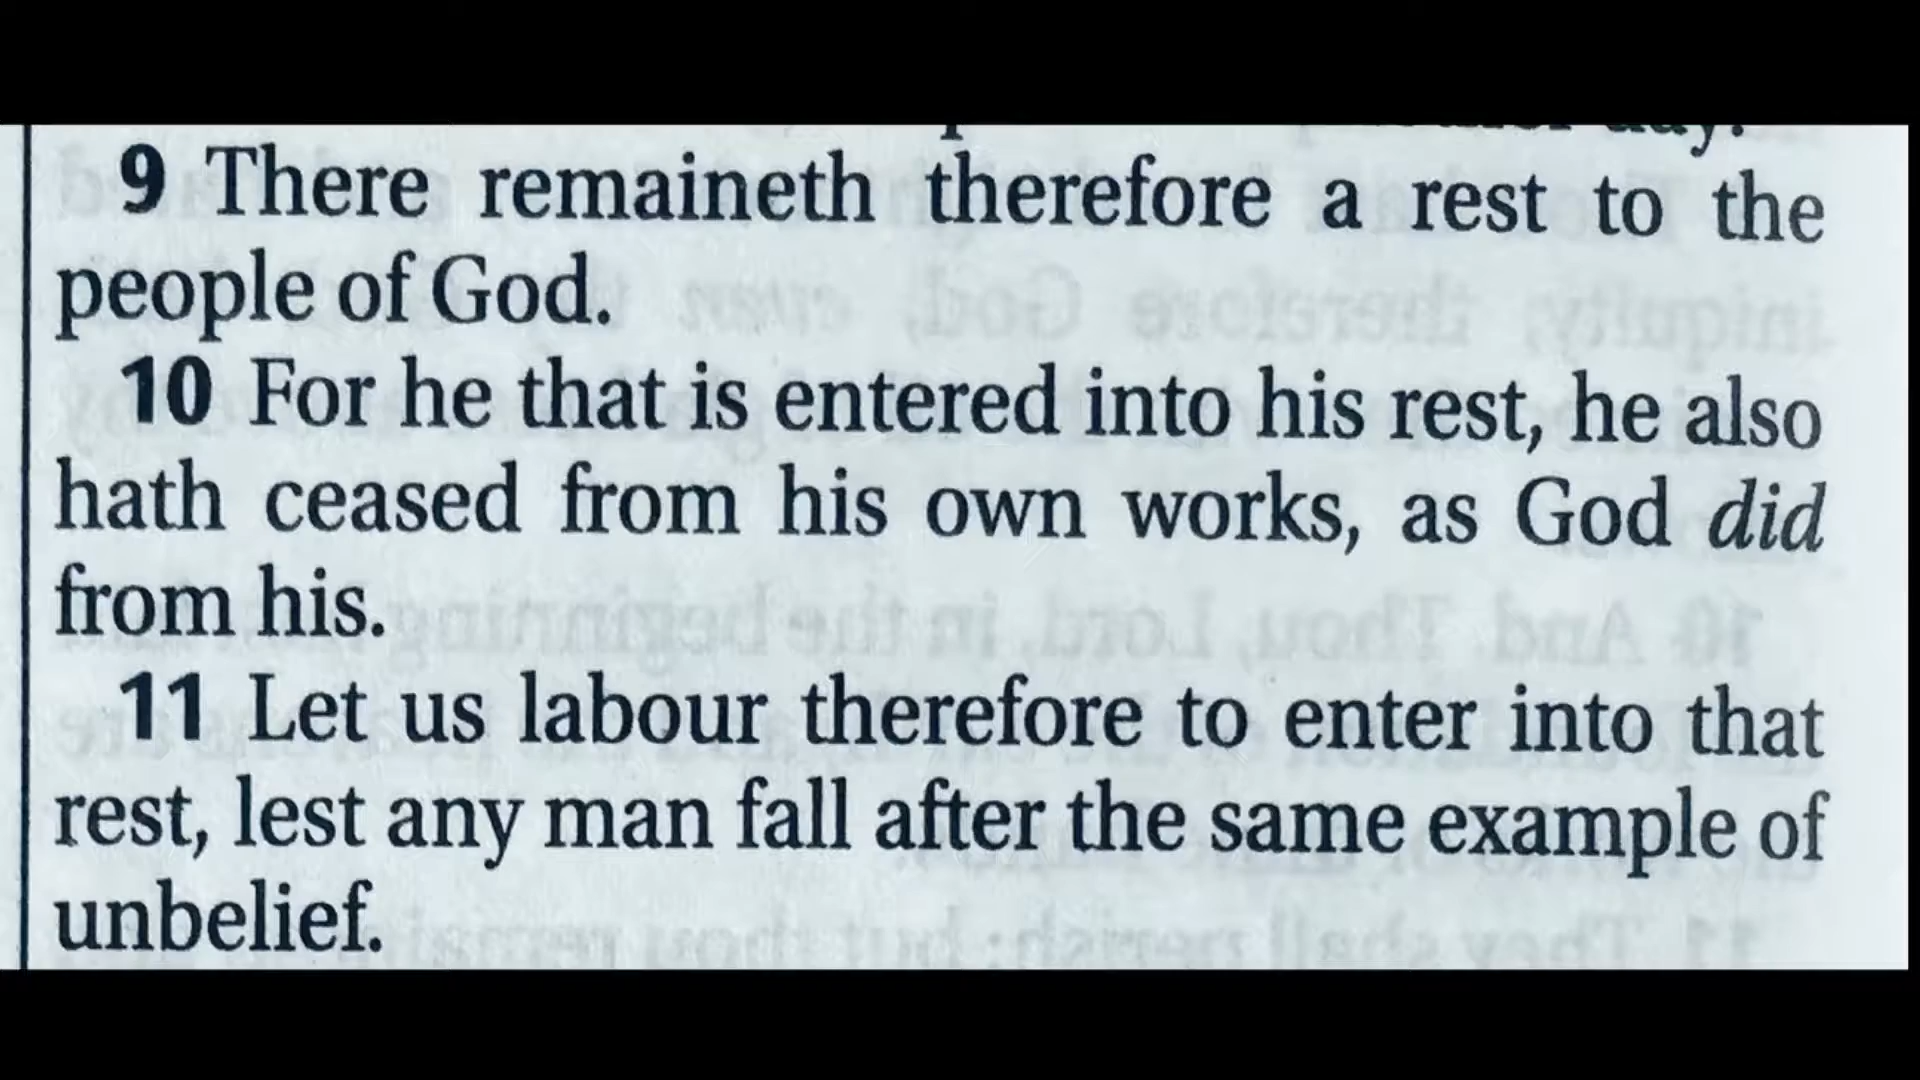 9 There remaineth therefore a rest to the
people of God.
10 For he that is entered into his rest, he also
hath ceased from his own works, as God did
from his.
11 Let us labour therefore to enter into that
rest, lest any man fall after the same example of
unbelief.